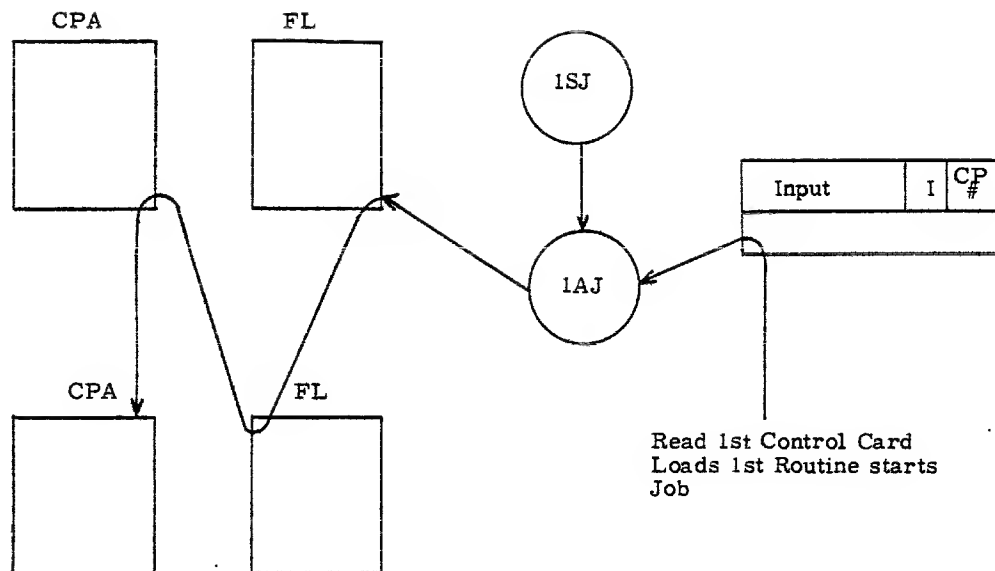 CPA
FL
1SJ
Input
I
CP
#
1AJ
CPA
FL
Read 1st Control Card
Loads 1st Routine starts
Job